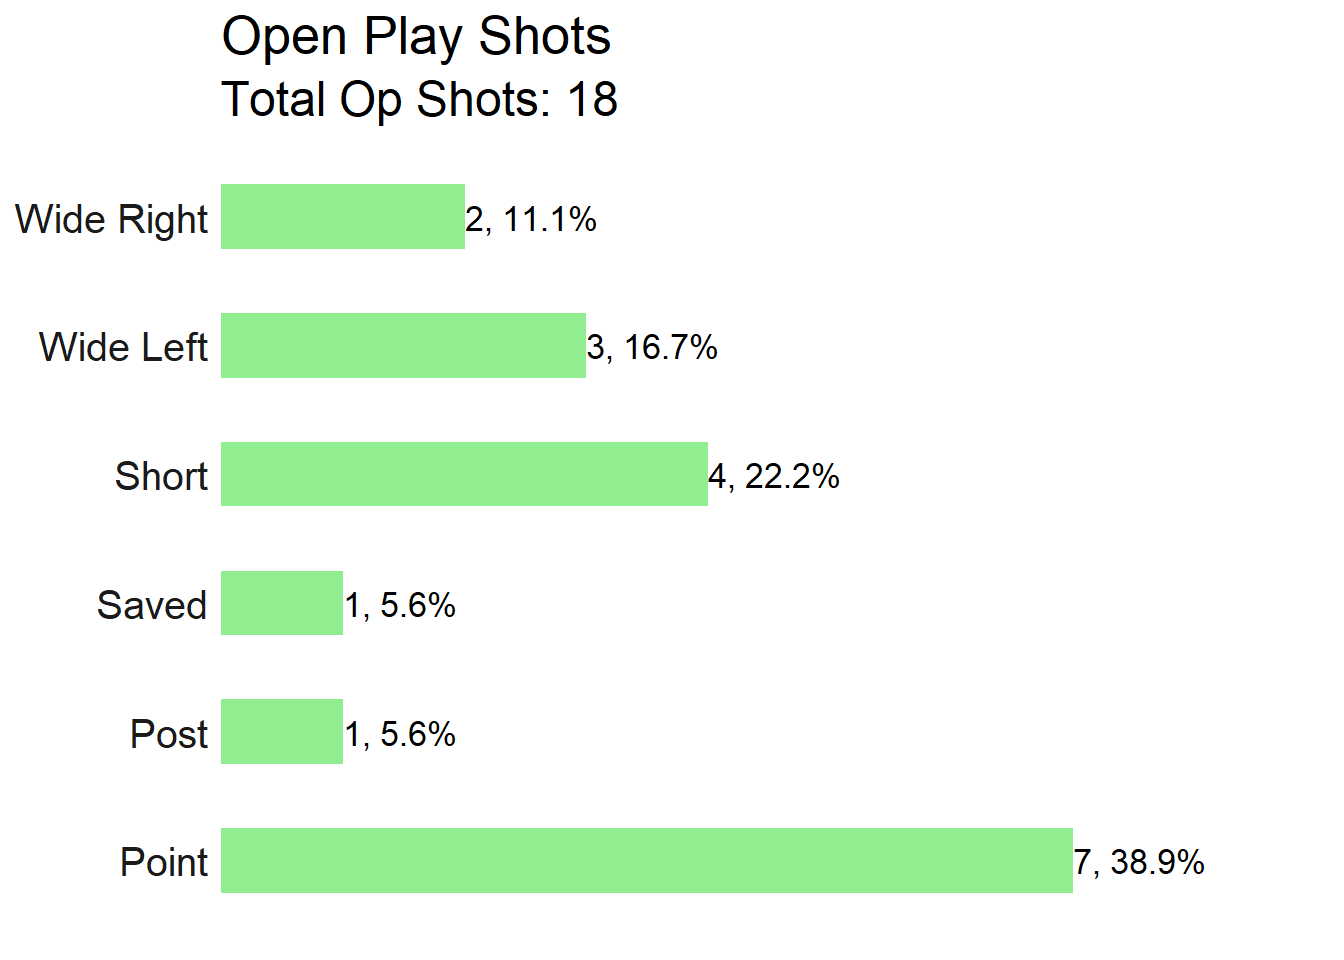 Open Play Shots
Total Op Shots: 18
Wide Right 2, 11.1%
Wide Left 3, 16.7%
Short 4, 22.2%
Saved 1, 5.6%
Post 1, 5.6%
Point 7, 38.9%